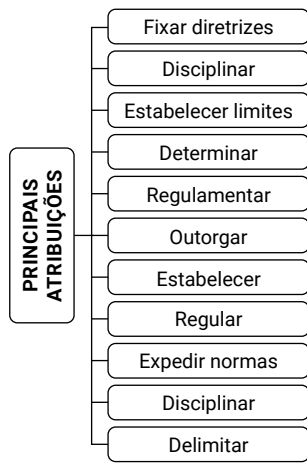 PRINCIPAIS
ATRIBUIÇÕES
Fixar diretrizes
Disciplinar
Estabelecer limites
Determinar
Regulamentar
Outorgar
Estabelecer
Regular
Expedir normas
Disciplinar
Delimitar